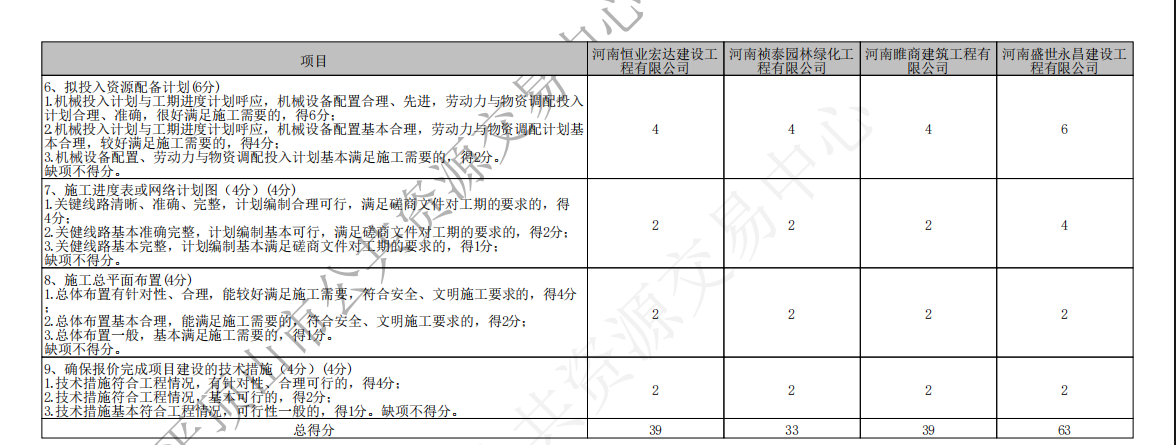 项目
河南恒业宏达建设工
程有限公司
河南祯泰园林绿化工
程有限公司
河南睢商建筑工程有
限公司
河南盛世永昌建设工
程有限公司
6、拟投入资源配备计划(6分)
1.机械投入计划与工期进度计划呼应，机械设备配置合理、先进，劳动力与物资调配投入
计划合理、准确，很好满足施工需要的，得6分；
2.机械投入计划与工期进度计划呼应，机械设备配置基本合理，劳动力与物资调配计划基
本合理，较好满足施工需要的，得4分；
3.机械设备配置、劳动力与物资调配投入计划基本满足施工需要的，得2分。
缺项不得分。
4
4
4
6
7、施工进度表或网络计划图（4分）(4分)
1.关键线路清晰、准确、完整，计划编制合理可行，满足磋商文件对工期的要求的，得
4分；
2.关健线路基本准确完整，计划编制基本可行，满足磋商文件对工期的要求的，得2分；
3.关健线路基本完整，计划编制基本满足磋商文件对工期的要求的，得1分；
缺项不得分。
2
2
2
4
8、施工总平面布置(4分)
1.总体布置有针对性、合理，能较好满足施工需要，符合安全、文明施工要求的，得4分
；
2.总体布置基本合理，能满足施工需要的，符合安全、文明施工要求的，得2分；
3.总体布置一般，基本满足施工需要的，得1分。
缺项不得分。
2
2
2
2
9、确保报价完成项目建设的技术措施（4分）(4分)
1.技术措施符合工程情况，有针对性、合理可行的，得4分；
2.技术措施符合工程情况，基本可行的，得2分；
3.技术措施基本符合工程情况，可行性一般的，得1分。缺项不得分。
2
2
2
2
总得分
39
33
39
63
平顶山市公共资源交易中心
共资源交易中心